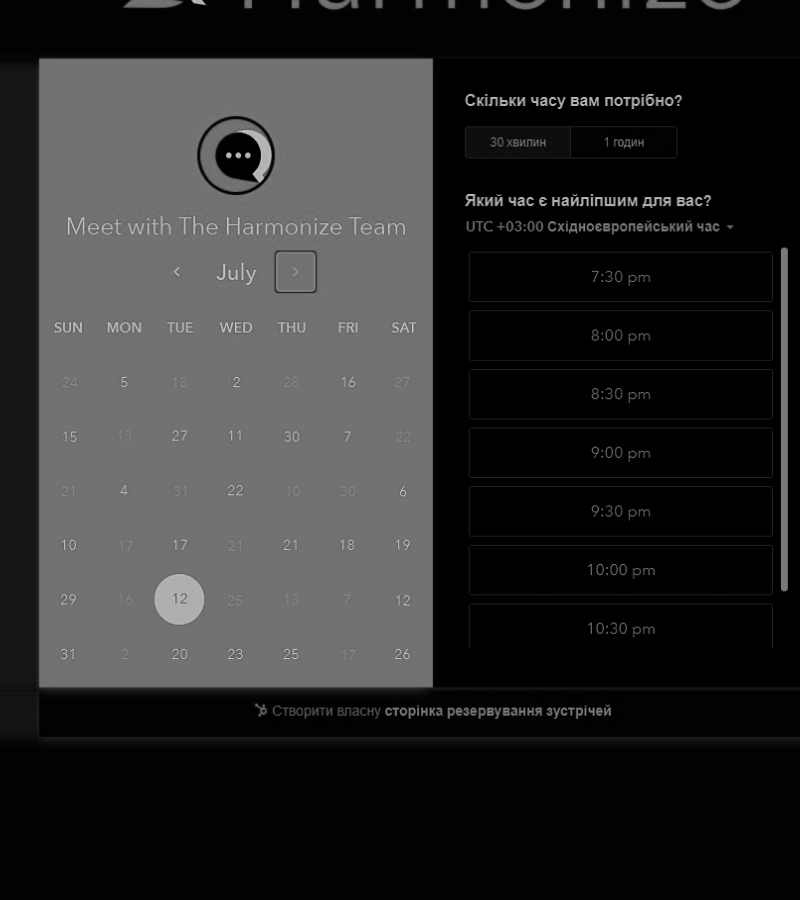 Harmonize
Meet with The Harmonize Team
July
SUN MON TUE WED THU FRI SAT
24 5 18 2 28 16 27
15 13 27 11 30 7 22
21 4 31 22 10 30 6
10 17 17 21 21 18 19
29 16 12 25 13 7 12
31 2 20 23 25 17 26
Скільки часу вам потрібно?
30 хвилин 1 годин
Який час є найліпшим для вас?
UTC +03:00 Східноєвропейський час
7:30 pm
8:00 pm
8:30 pm
9:00 pm
9:30 pm
10:00 pm
10:30 pm
Створити власну сторінка резервування зустрічей